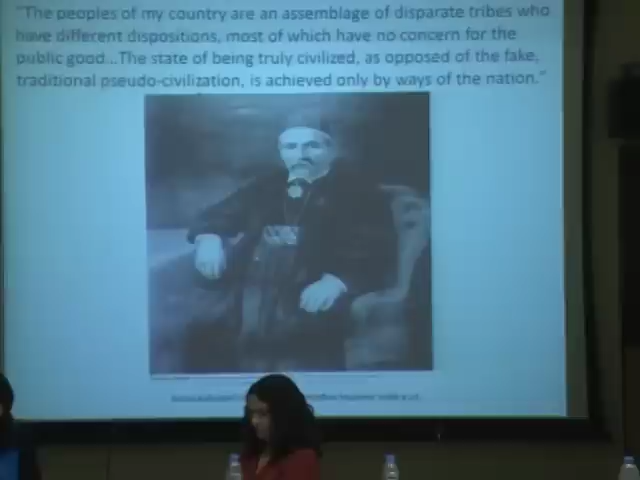 "The peoples of my country are an assemblage of disparate tribes who
have different dispositions, most of which have no concern for the
public good...The state of being truly civilized, as opposed of the fake,
traditional pseudo-civilization, is achieved only by ways of the nation."